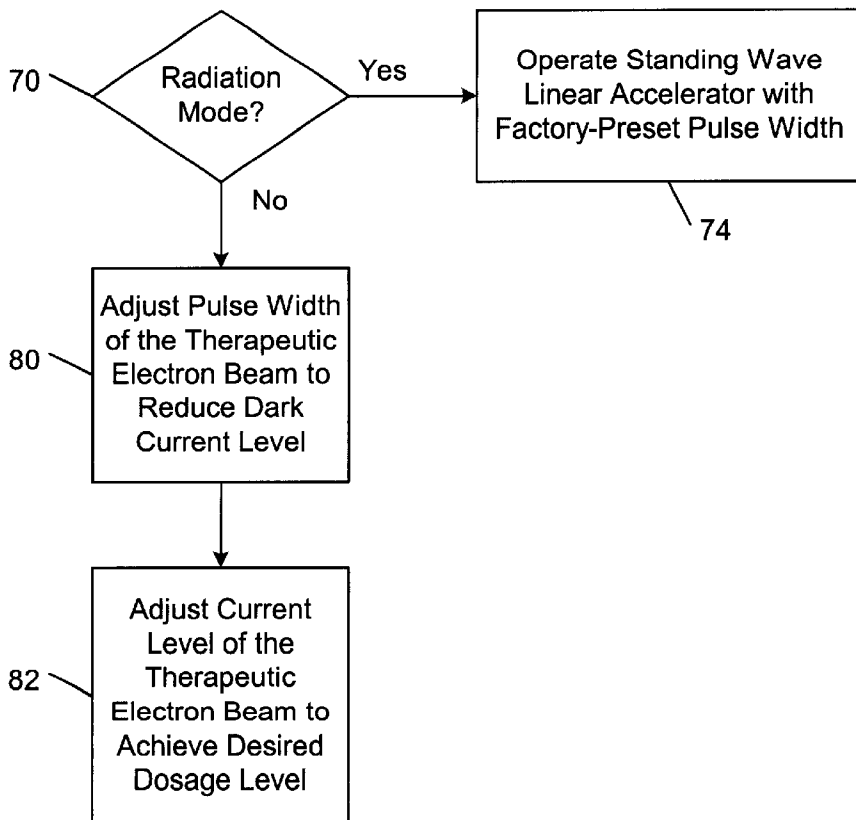 70
Radiation
Mode?
Yes
Operate Standing Wave
Linear Accelerator with
Factory-Preset Pulse Width
74
No
80
Adjust Pulse Width
of the Therapeutic
Electron Beam to
Reduce Dark
Current Level
82
Adjust Current
Level of the
Therapeutic
Electron Beam to
Achieve Desired
Dosage Level